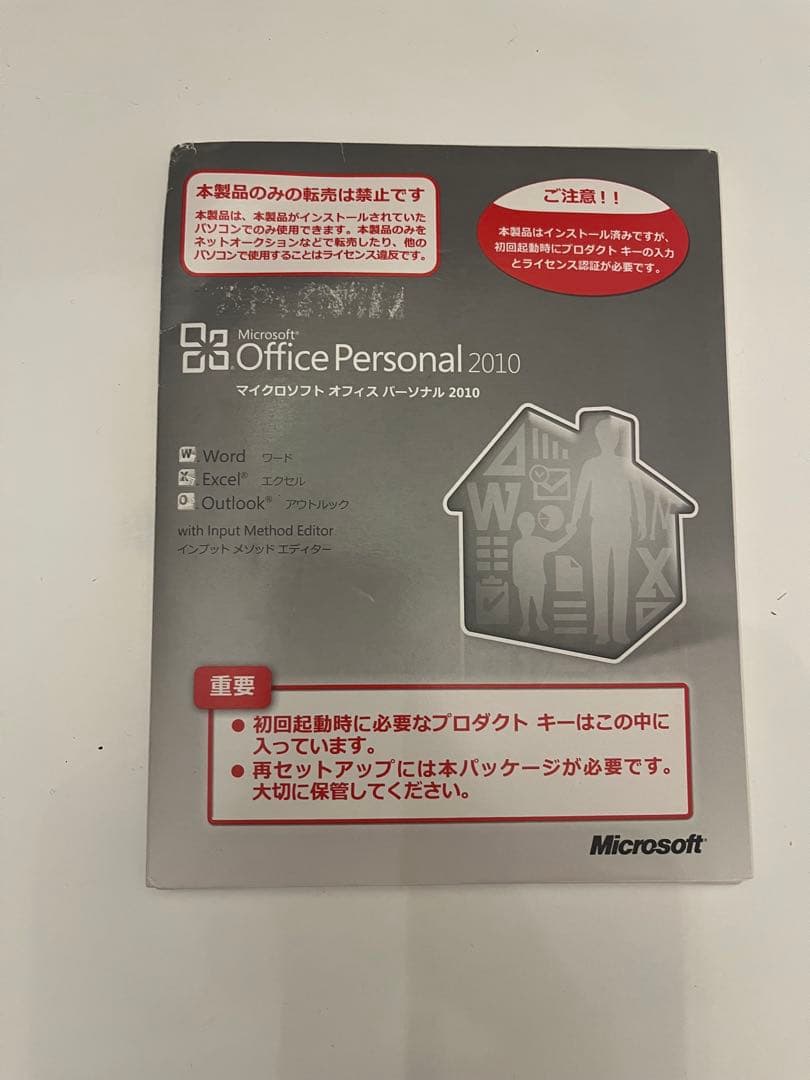 本製品のみの転売は禁止です
本製品は、本製品がインストールされていた
パソコンでのみ使用できます。本製品のみを
ネットオークションなどで転売したり、他の
パソコンで使用することはライセンス違反です。
ご注意!!
本製品はインストール済みですが、
初回起動時にプロダクト キーの入力
とライセンス認証が必要です。
Microsoft®
Office Personal 2010
マイクロソフト オフィス パーソナル 2010
Word ワード
Excel® エクセル
Outlook® アウトルック
with Input Method Editor
インプット メソッド エディター
重要
● 初回起動時に必要なプロダクト キーはこの中に
入っています。
● 再セットアップには本パッケージが必要です。
大切に保管してください。
Microsoft®